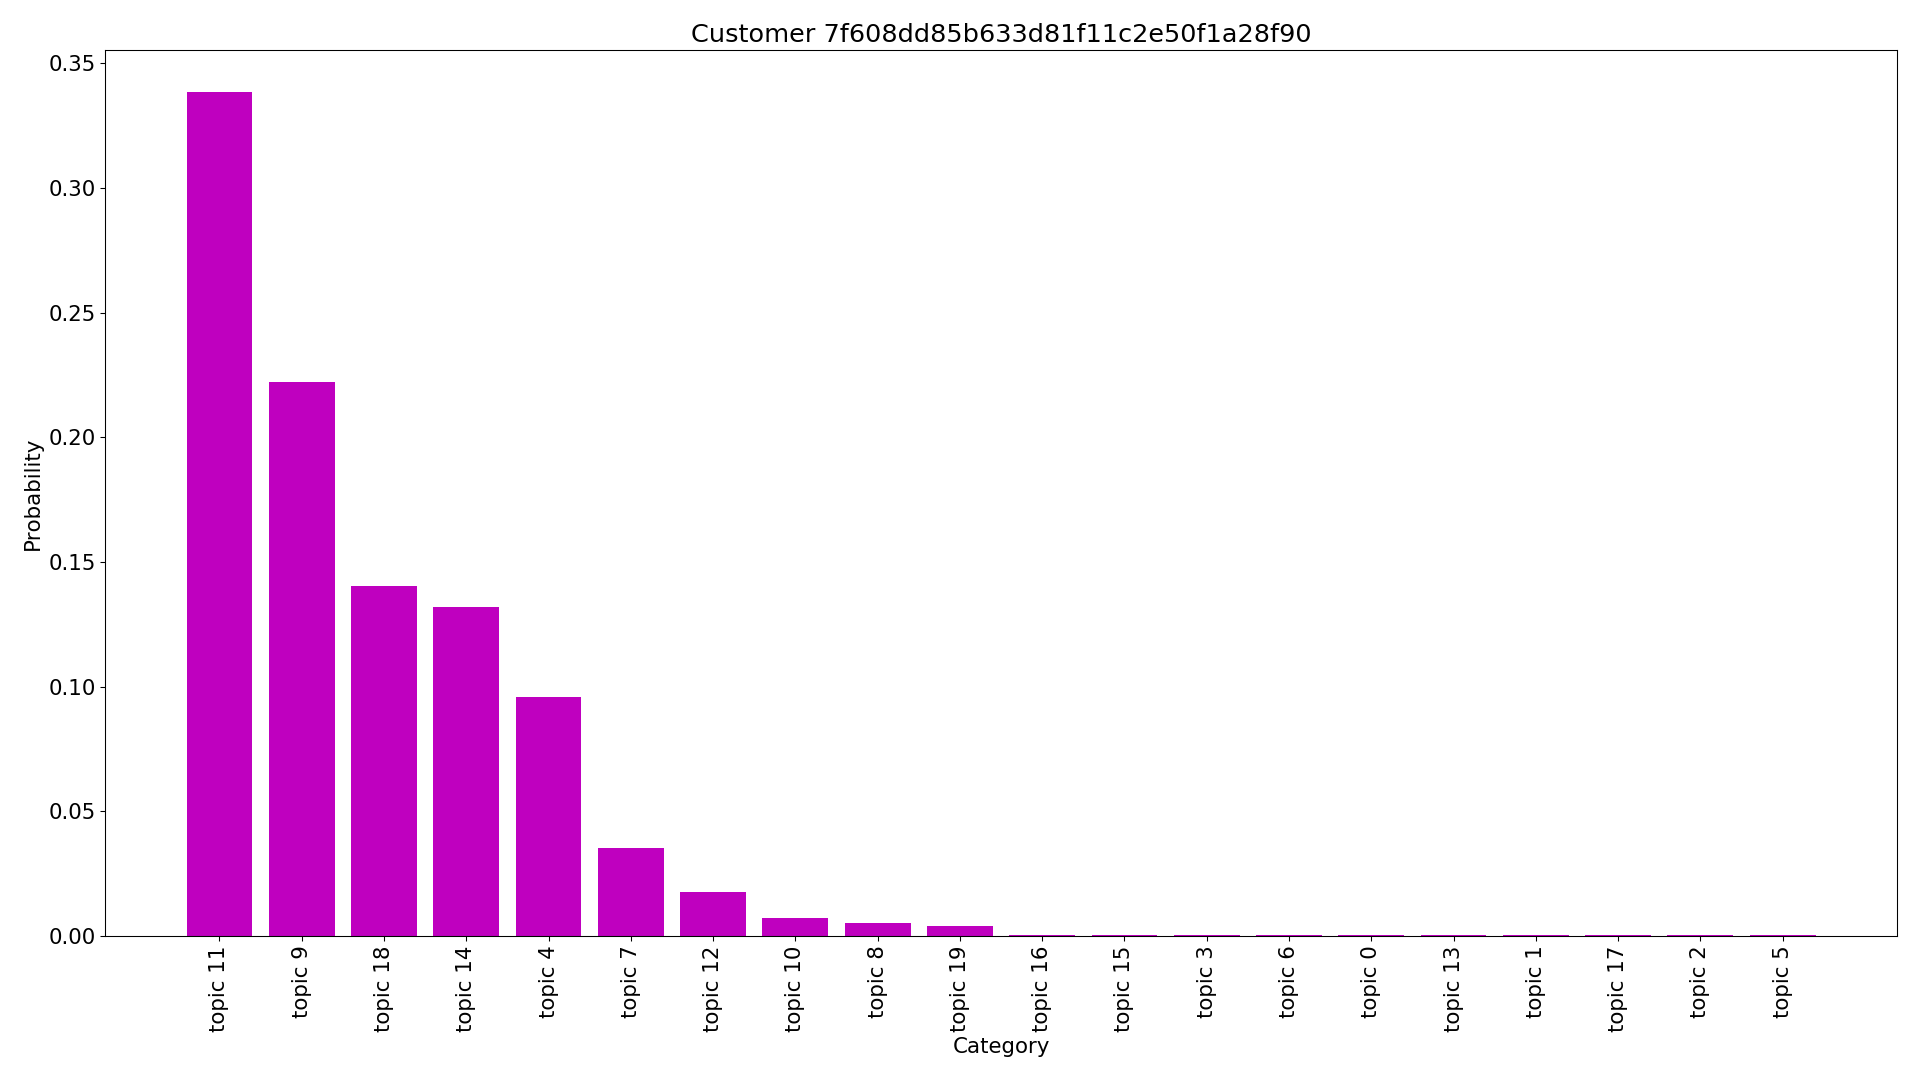 Customer 7f608dd85b633d81f11c2e50f1a28f90
0.35
0.30
0.25
0.20
0.15
0.10
0.05
0.00
Probability
topic 11
topic 9
topic 18
topic 14
topic 4
topic 7
topic 12
topic 10
topic 8
topic 19
topic 16
topic 15
topic 3
topic 6
topic 0
topic 13
topic 1
topic 17
topic 2
topic 5
Category